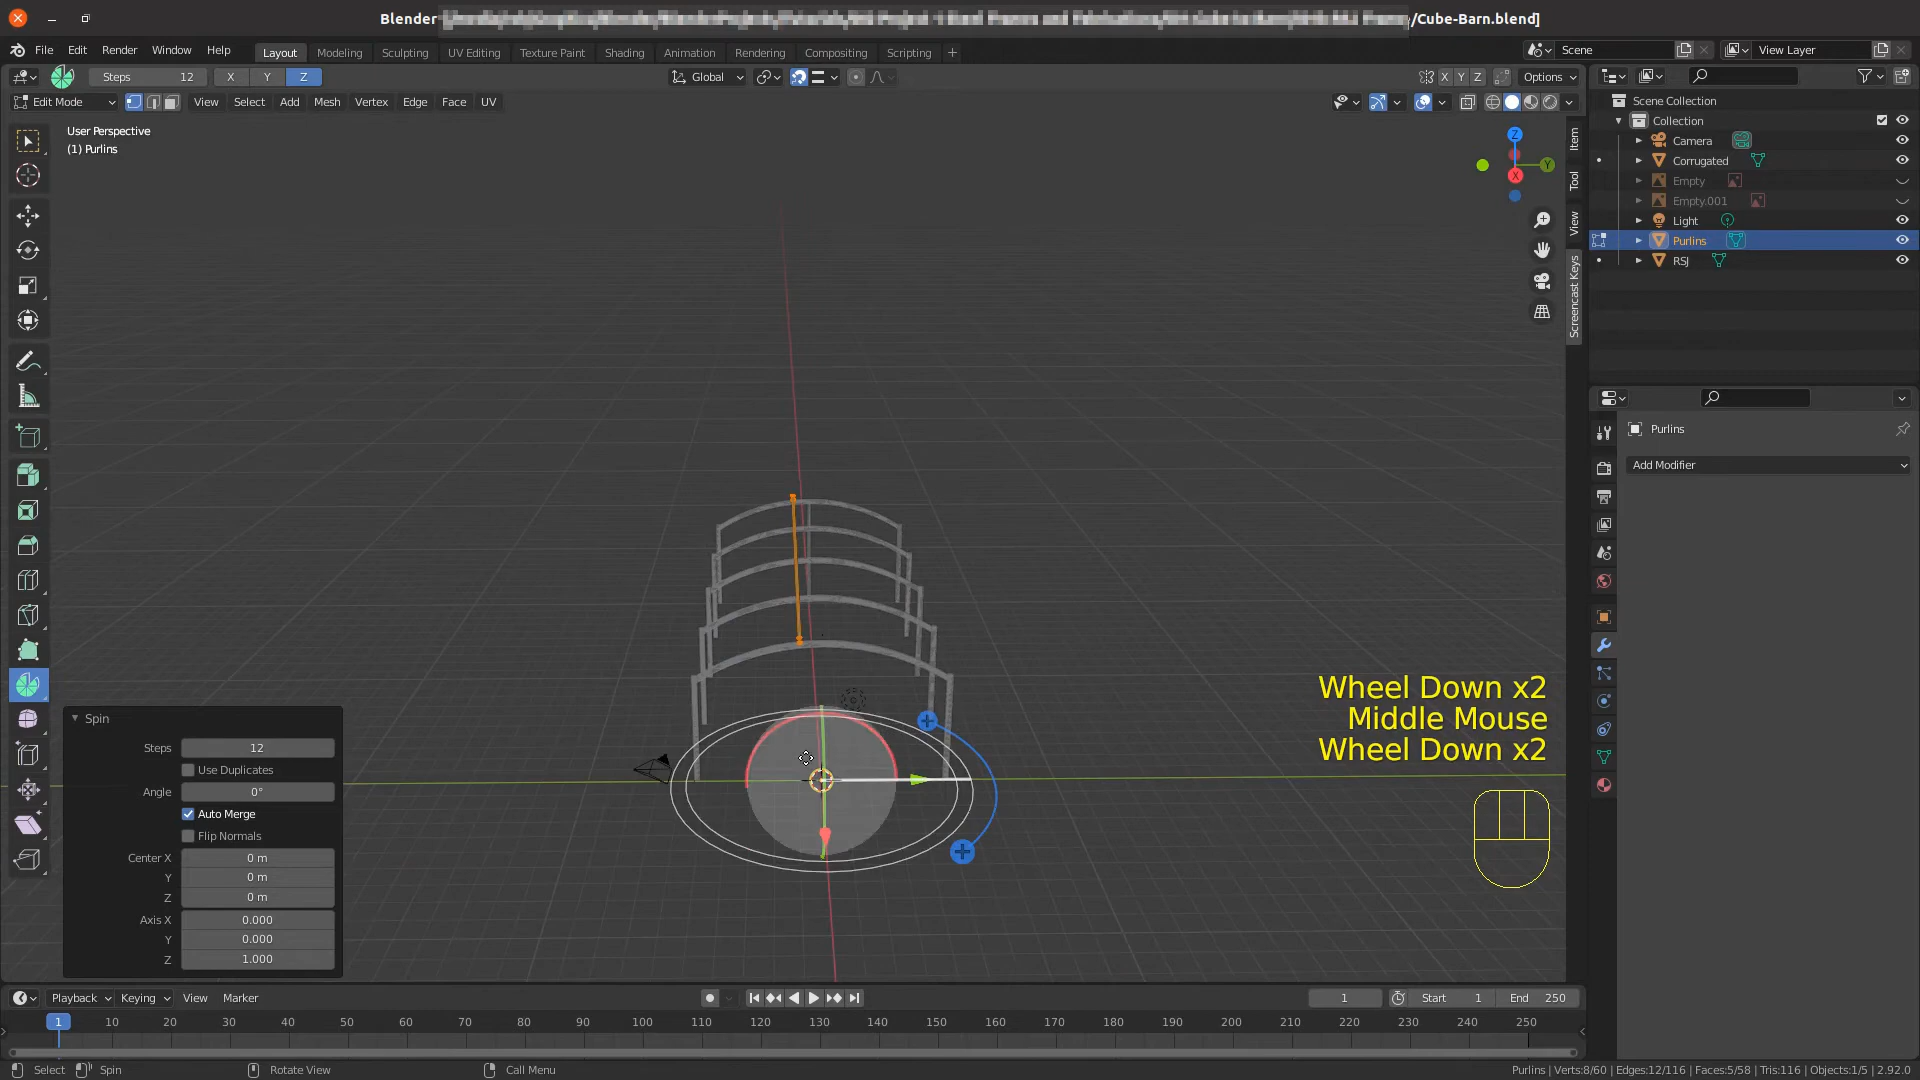 Blender
/Cube-Barn.blend]
File Edit Render Window Help
Layout Modeling Sculpting UV Editing Texture Paint Shading Animation Rendering Compositing Scripting
Scene
View Layer
Steps 12 X Y Z
Global
X Y Z
Options
Edit Mode
View Select Add Mesh Vertex Edge Face UV
User Perspective
(1) Purlins
Z
Y
X
Item
Tool
View
Screencast Keys
Scene Collection
Collection
Camera
Corrugated
Empty
Empty.001
Light
Purlins
RSJ
Purlins
Add Modifier
Wheel Down x2
Middle Mouse
Wheel Down x2
Spin
Steps 12
Use Duplicates
Angle 0°
Auto Merge
Flip Normals
Center X 0 m
Y 0 m
Z 0 m
Axis X 0.000
Y 0.000
Z 1.000
Playback Keying View Marker
1
Start 1
End 250
1 10 20 30 40 50 60 70 80 90 100 110 120 130 140 150 160 170 180 190 200 210 220 230 240 250
Select
Spin
Rotate View
Call Menu
Purlins | Verts:8/60 | Edges:12/116 | Faces:5/58 | Tris:116 | Objects:1/5 | 2.92.0